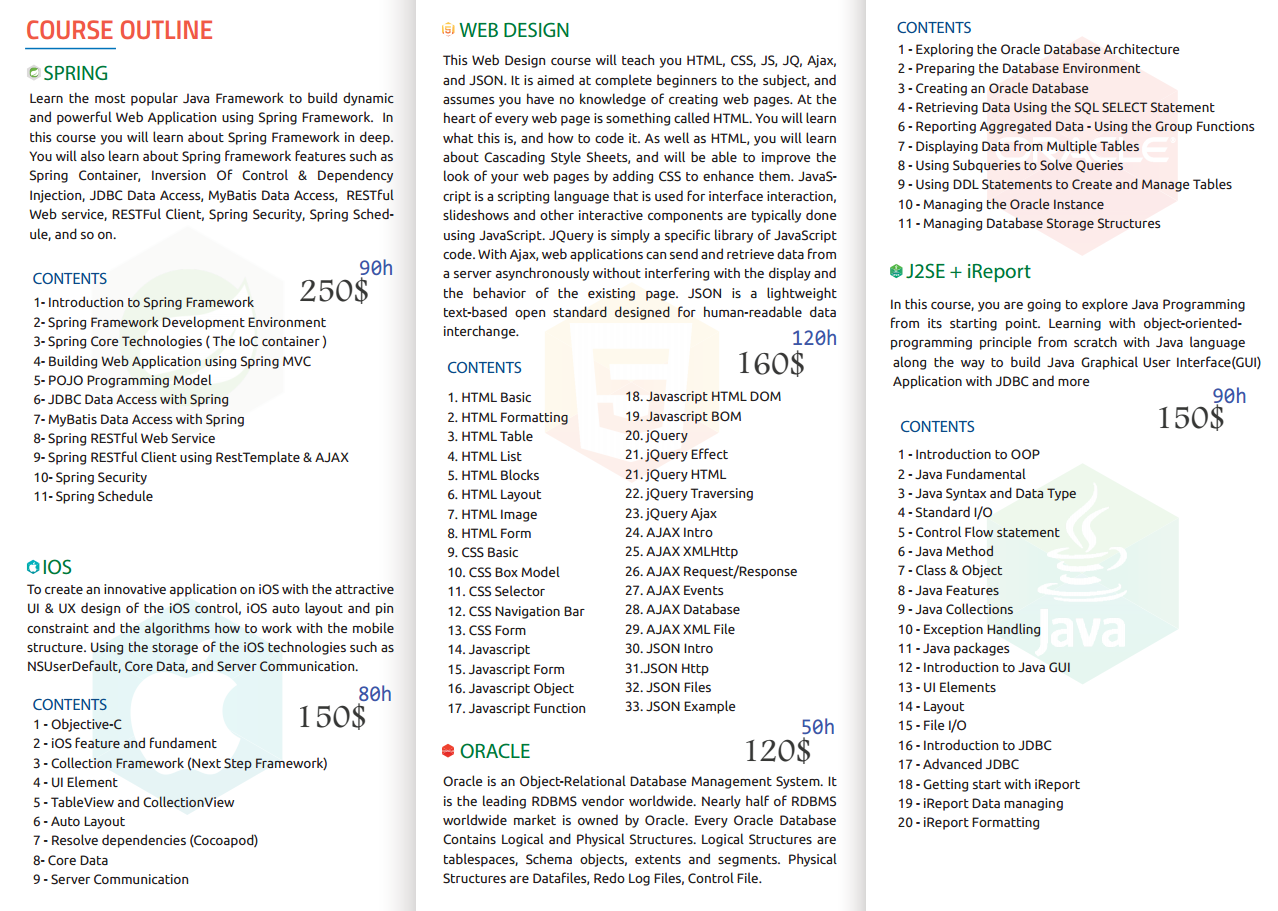 COURSE OUTLINE
SPRING
Learn the most popular Java Framework to build dynamic
and powerful Web Application using Spring Framework. In
this course you will learn about Spring Framework in deep.
You will also learn about Spring framework features such as
Spring Container, Inversion Of Control & Dependency
Injection, JDBC Data Access, MyBatis Data Access, RESTful
Web service, RESTFul Client, Spring Security, Spring Sched-
ule, and so on.
90h
CONTENTS
250$
1- Introduction to Spring Framework
2- Spring Framework Development Environment
3- Spring Core Technologies ( The IoC container )
4- Building Web Application using Spring MVC
5- POJO Programming Model
6- JDBC Data Access with Spring
7- MyBatis Data Access with Spring
8- Spring RESTful Web Service
9- Spring RESTful Client using RestTemplate & AJAX
10- Spring Security
11- Spring Schedule
IOS
To create an innovative application on iOS with the attractive
UI & UX design of the iOS control, iOS auto layout and pin
constraint and the algorithms how to work with the mobile
structure. Using the storage of the iOS technologies such as
NSUserDefault, Core Data, and Server Communication.
80h
CONTENTS
150$
1 - Objective-C
2 - iOS feature and fundament
3 - Collection Framework (Next Step Framework)
4 - UI Element
5 - TableView and CollectionView
6 - Auto Layout
7 - Resolve dependencies (Cocoapod)
8- Core Data
9 - Server Communication
WEB DESIGN
This Web Design course will teach you HTML, CSS, JS, JQ, Ajax,
and JSON. It is aimed at complete beginners to the subject, and
assumes you have no knowledge of creating web pages. At the
heart of every web page is something called HTML. You will learn
what this is, and how to code it. As well as HTML, you will learn
about Cascading Style Sheets, and will be able to improve the
look of your web pages by adding CSS to enhance them. JavaS-
cript is a scripting language that is used for interface interaction,
slideshows and other interactive components are typically done
using JavaScript. JQuery is simply a specific library of JavaScript
code. With Ajax, web applications can send and retrieve data from
a server asynchronously without interfering with the display and
the behavior of the existing page. JSON is a lightweight
text-based open standard designed for human-readable data
interchange.
120h
CONTENTS
160$
1. HTML Basic
2. HTML Formatting
3. HTML Table
4. HTML List
5. HTML Blocks
6. HTML Layout
7. HTML Image
8. HTML Form
9. CSS Basic
10. CSS Box Model
11. CSS Selector
12. CSS Navigation Bar
13. CSS Form
14. Javascript
15. Javascript Form
16. Javascript Object
17. Javascript Function
18. Javascript HTML DOM
19. Javascript BOM
20. jQuery
21. jQuery Effect
21. jQuery HTML
22. jQuery Traversing
23. jQuery Ajax
24. AJAX Intro
25. AJAX XMLHttp
26. AJAX Request/Response
27. AJAX Events
28. AJAX Database
29. AJAX XML File
30. JSON Intro
31.JSON Http
32. JSON Files
33. JSON Example
50h
ORACLE
120$
Oracle is an Object-Relational Database Management System. It
is the leading RDBMS vendor worldwide. Nearly half of RDBMS
worldwide market is owned by Oracle. Every Oracle Database
Contains Logical and Physical Structures. Logical Structures are
tablespaces, Schema objects, extents and segments. Physical
Structures are Datafiles, Redo Log Files, Control File.
CONTENTS
1 - Exploring the Oracle Database Architecture
2 - Preparing the Database Environment
3 - Creating an Oracle Database
4 - Retrieving Data Using the SQL SELECT Statement
6 - Reporting Aggregated Data - Using the Group Functions
7 - Displaying Data from Multiple Tables
ORACLE
8 - Using Subqueries to Solve Queries
9 - Using DDL Statements to Create and Manage Tables
10 - Managing the Oracle Instance
11 - Managing Database Storage Structures
J2SE + iReport
In this course, you are going to explore Java Programming
from its starting point. Learning with object-oriented-
programming principle from scratch with Java language
along the way to build Java Graphical User Interface(GUI)
Application with JDBC and more
90h
CONTENTS
150$
1 - Introduction to OOP
2 - Java Fundamental
3 - Java Syntax and Data Type
4 - Standard I/O
5 - Control Flow statement
6 - Java Method
7 - Class & Object
8 - Java Features
9 - Java Collections
10 - Exception Handling
Java
11 - Java packages
12 - Introduction to Java GUI
13 - UI Elements
14 - Layout
15 - File I/O
16 - Introduction to JDBC
17 - Advanced JDBC
18 - Getting start with iReport
19 - iReport Data managing
20 - iReport Formatting